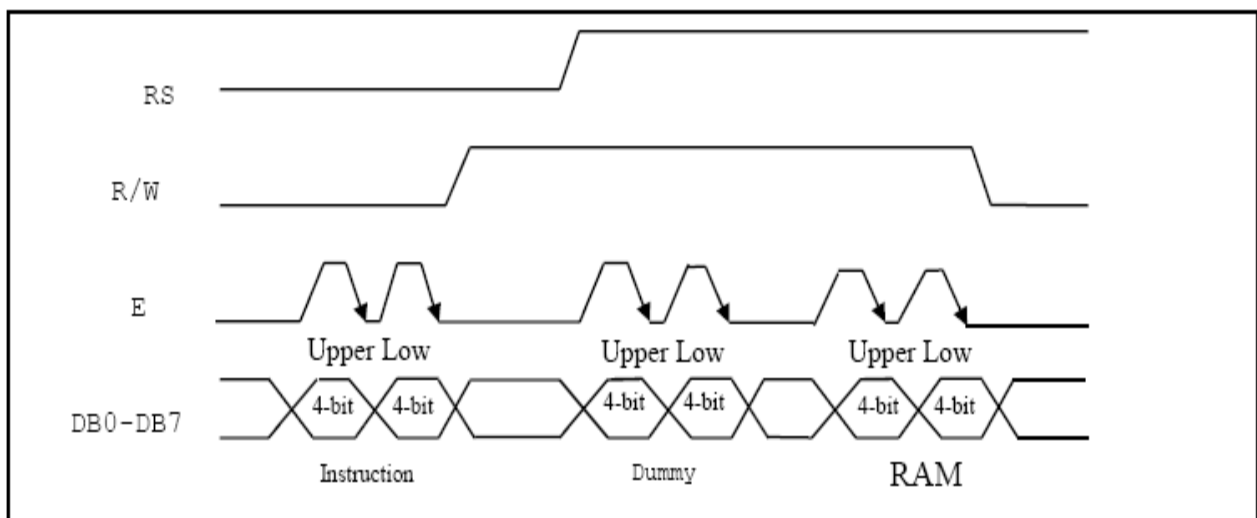 RS
R/W
E
Upper Low Upper Low Upper Low
DB0-DB7 4-bit 4-bit 4-bit 4-bit 4-bit 4-bit
Instruction Dummy RAM